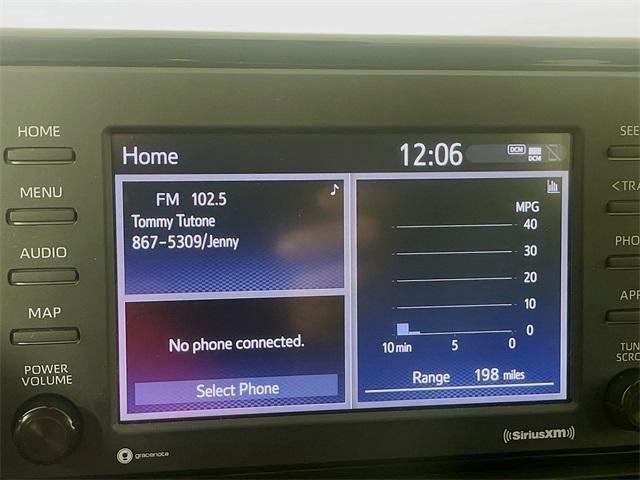 HOME
MENU
AUDIO
MAP
POWER
VOLUME
Home
12:06
DCM
DCM
FM 102.5
Tommy Tutone
867-5309/Jenny
No phone connected.
Select Phone
MPG
40
30
20
10
0
10 min 5 0
Range 198 miles
gracenote
((SiriusXM))
SEE
<TRA
PHO
APP
TUN
SCRO